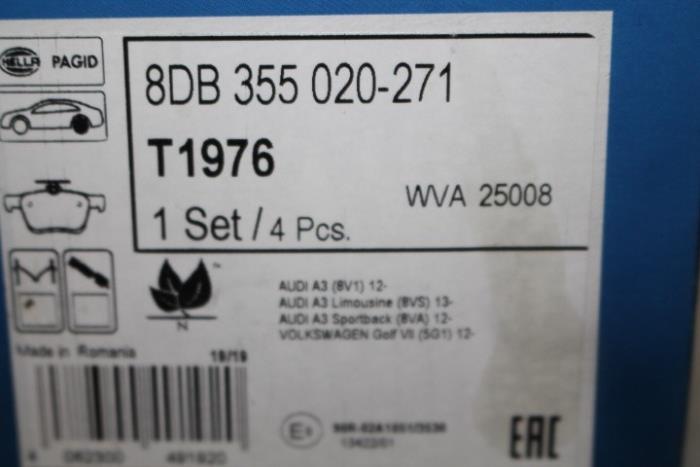 HELLA PAGID
8DB 355 020-271
T1976
WVA 25008
1 Set / 4 Pcs.
N
AUDI A3 (8V1) 12-
AUDI A3 Limousine (8VS) 13-
AUDI A3 Sportback (8VA) 12-
VOLKSWAGEN Golf VII (5G1) 12-
Made in Romania
19/19
EAC